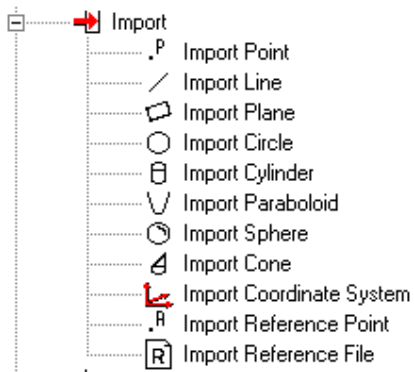 Import
.P Import Point
Import Line
Import Plane
Import Circle
Import Cylinder
Import Paraboloid
Import Sphere
Import Cone
Import Coordinate System
.R Import Reference Point
R Import Reference File